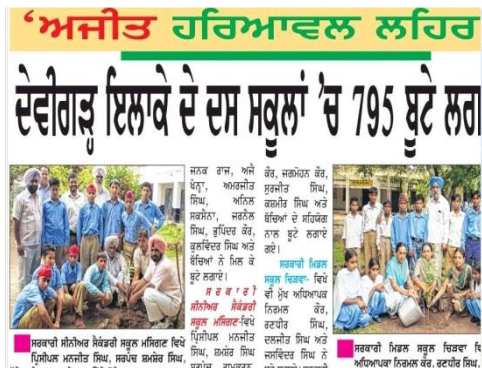 ‘ਅਜੀਤ ਹਰਿਆਵਲ ਲਹਿਰ
ਦੇਵੀਗੜ੍ਹ ਇਲਾਕੇ ਦੇ ਦਸ ਸਕੂਲਾਂ ’ਚ 795 ਬੂਟੇ ਲਗ
ਜਨਕ ਰਾਜ, ਅਜੈ
ਖੰਨਾ, ਅਮਰਜੀਤ
ਸਿੰਘ, ਅਨਿਲ
ਸਕਸੈਨਾ, ਜਰਨੈਲ
ਸਿੰਘ, ਭੁਪਿੰਦਰ ਕੌਰ,
ਕੁਲਵਿੰਦਰ ਸਿੰਘ ਅਤੇ
ਬੱਚਿਆਂ ਨੇ ਮਿਲ ਕੇ
ਬੂਟੇ ਲਗਾਏ।
ਸਰਕਾਰੀ
ਸੀਨੀਅਰ ਸੈਕੰਡਰੀ
ਸਕੂਲ ਮਸਿੰਗਣ-ਵਿਖੇ
ਪ੍ਰਿੰਸੀਪਲ ਮਨਜੀਤ
ਸਿੰਘ, ਸ਼ਮਸ਼ੇਰ ਸਿੰਘ
ਕੌਰ, ਜਗਮੋਹਨ ਕੌਰ,
ਸੁਰਜੀਤ ਸਿੰਘ,
ਕਸ਼ਮੀਰ ਸਿੰਘ ਅਤੇ
ਬੱਚਿਆਂ ਦੇ ਸਹਿਯੋਗ
ਨਾਲ ਬੂਟੇ ਲਗਾਏ
ਗਏ।
ਸਰਕਾਰੀ ਮਿਡਲ
ਸਕੂਲ ਚਿੜਵਾ- ਵਿਖੇ
ਵੀ ਮੁੱਖ ਅਧਿਆਪਕ
ਨਿਰਮਲ ਕੌਰ,
ਰਣਧੀਰ ਸਿੰਘ,
ਦਲਜੀਤ ਸਿੰਘ ਅਤੇ
ਜਸਵਿੰਦਰ ਸਿੰਘ ਨੇ
ਸਰਕਾਰੀ ਸੀਨੀਅਰ ਸੈਕੰਡਰੀ ਸਕੂਲ ਮਸਿੰਗਣ ਵਿਖੇ
ਪ੍ਰਿੰਸੀਪਲ ਮਨਜੀਤ ਸਿੰਘ, ਸਰਪੰਚ ਸ਼ਮਸ਼ੇਰ ਸਿੰਘ,
ਸਰਕਾਰੀ ਮਿਡਲ ਸਕੂਲ ਚਿੜਵਾ ਵਿ
ਅਧਿਆਪਕਾ ਨਿਰਮਲ ਕੌਰ, ਰਣਧੀਰ ਸਿੰਘ,